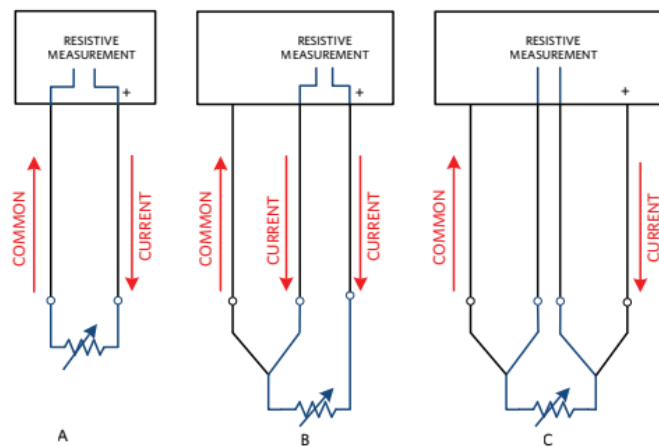 RESISTIVE
MEASUREMENT
+
COMMON
CURRENT
A
RESISTIVE
MEASUREMENT
+
COMMON
CURRENT
CURRENT
B
RESISTIVE
MEASUREMENT
+
COMMON
CURRENT
C